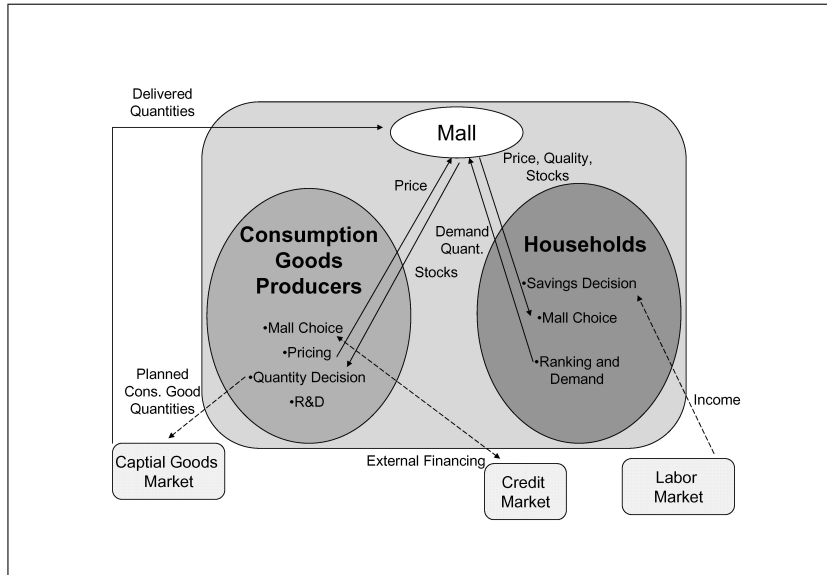 Delivered
Quantities
Mall
Price, Quality,
Stocks
Price
Demand
Quant.
Stocks
Consumption
Goods
Producers
•Mall Choice
•Pricing
•Quantity Decision
•R&D
Households
•Savings Decision
•Mall Choice
•Ranking and
Demand
Planned
Cons. Good
Quantities
Income
External Financing
Captial Goods
Market
Credit
Market
Labor
Market